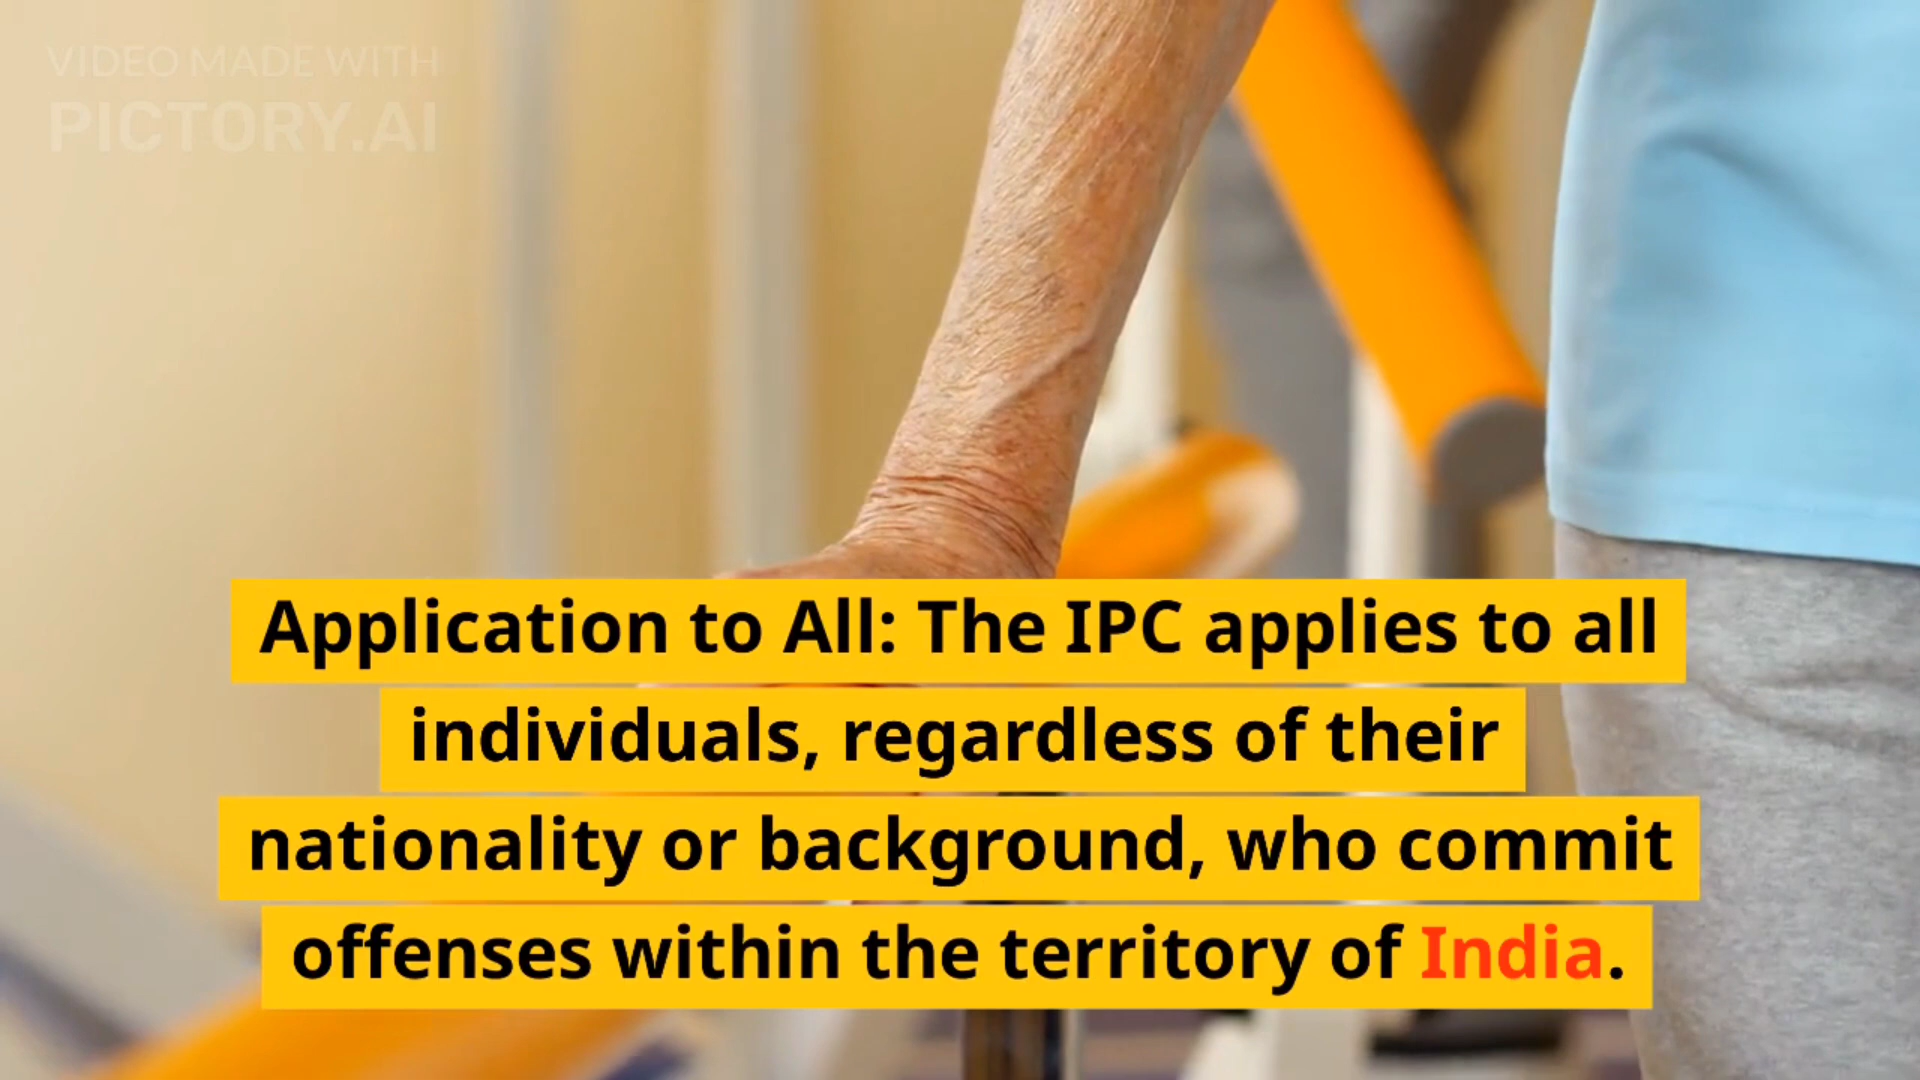 VIDEO MADE WITH
PICTORY.AI
Application to All: The IPC applies to all
individuals, regardless of their
nationality or background, who commit
offenses within the territory of India.